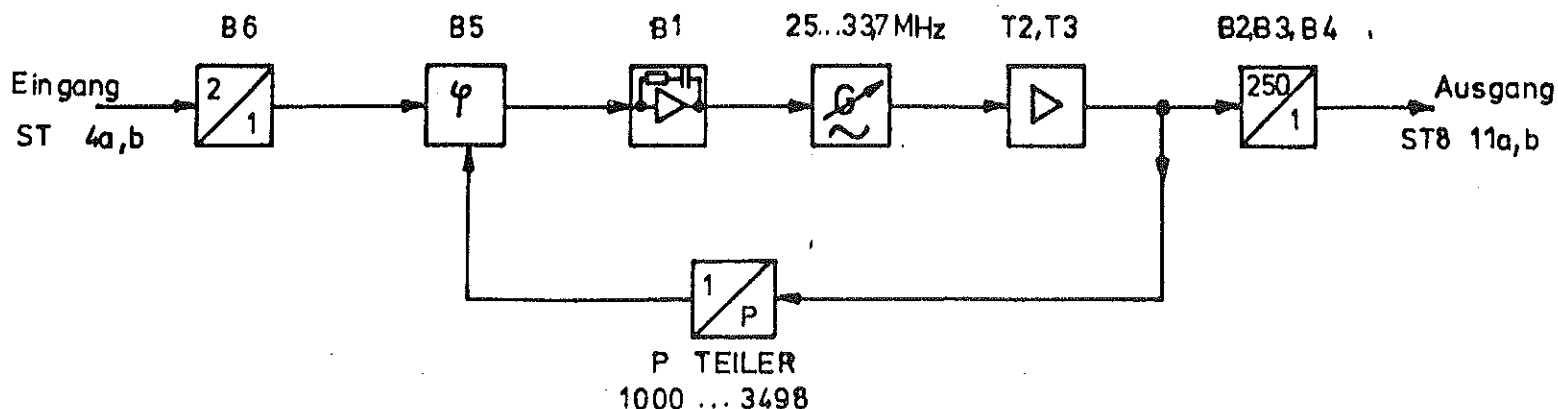 B6
B5
B1
25...33,7 MHz
T2,T3
B2,B3,B4
Eingang
ST 4a,b
2
1
φ
G
250
1
Ausgang
ST8 11a,b
1
P
P TEILER
1000 ... 3498